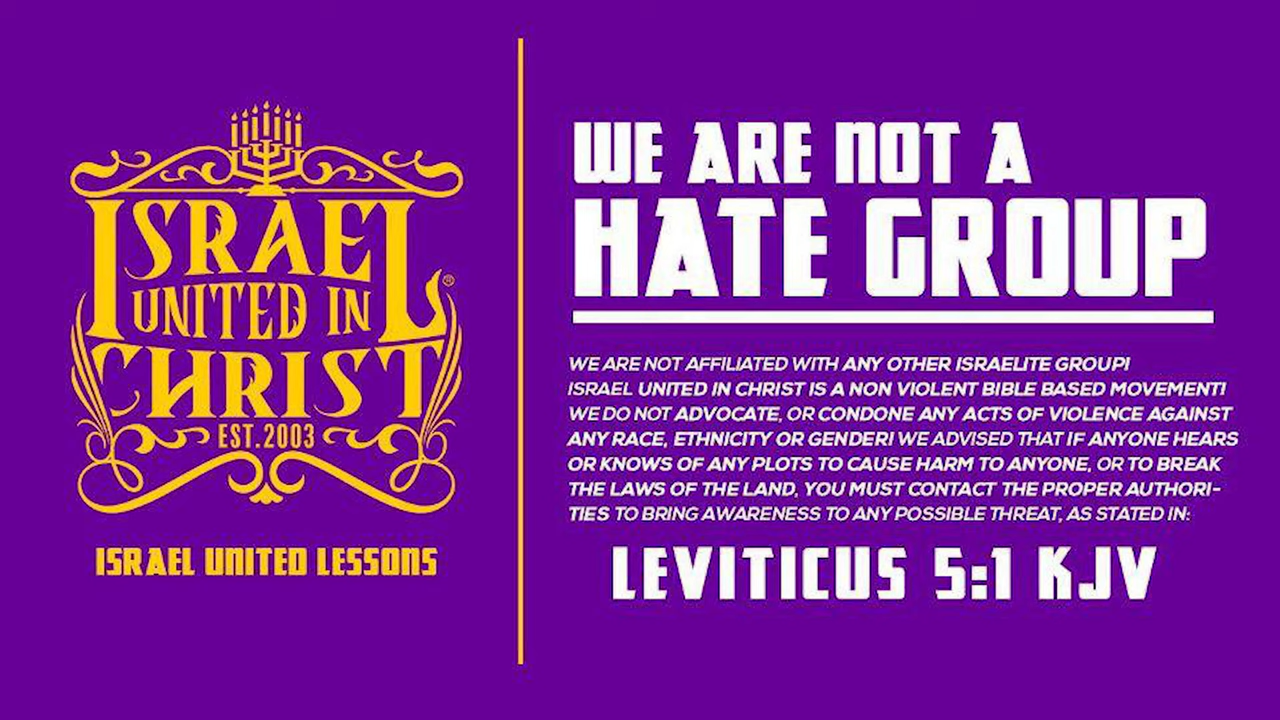 ISRAEL
UNITED IN
CHRIST
®
EST. 2003
ISRAEL UNITED LESSONS
WE ARE NOT A
HATE GROUP
WE ARE NOT AFFILIATED WITH ANY OTHER ISRAELITE GROUP!
ISRAEL UNITED IN CHRIST IS A NON VIOLENT BIBLE BASED MOVEMENT!
WE DO NOT ADVOCATE, OR CONDONE ANY ACTS OF VIOLENCE AGAINST
ANY RACE, ETHNICITY OR GENDER! WE ADVISED THAT IF ANYONE HEARS
OR KNOWS OF ANY PLOTS TO CAUSE HARM TO ANYONE, OR TO BREAK
THE LAWS OF THE LAND, YOU MUST CONTACT THE PROPER AUTHORI-
TIES TO BRING AWARENESS TO ANY POSSIBLE THREAT, AS STATED IN:
LEVITICUS 5:1 KJV